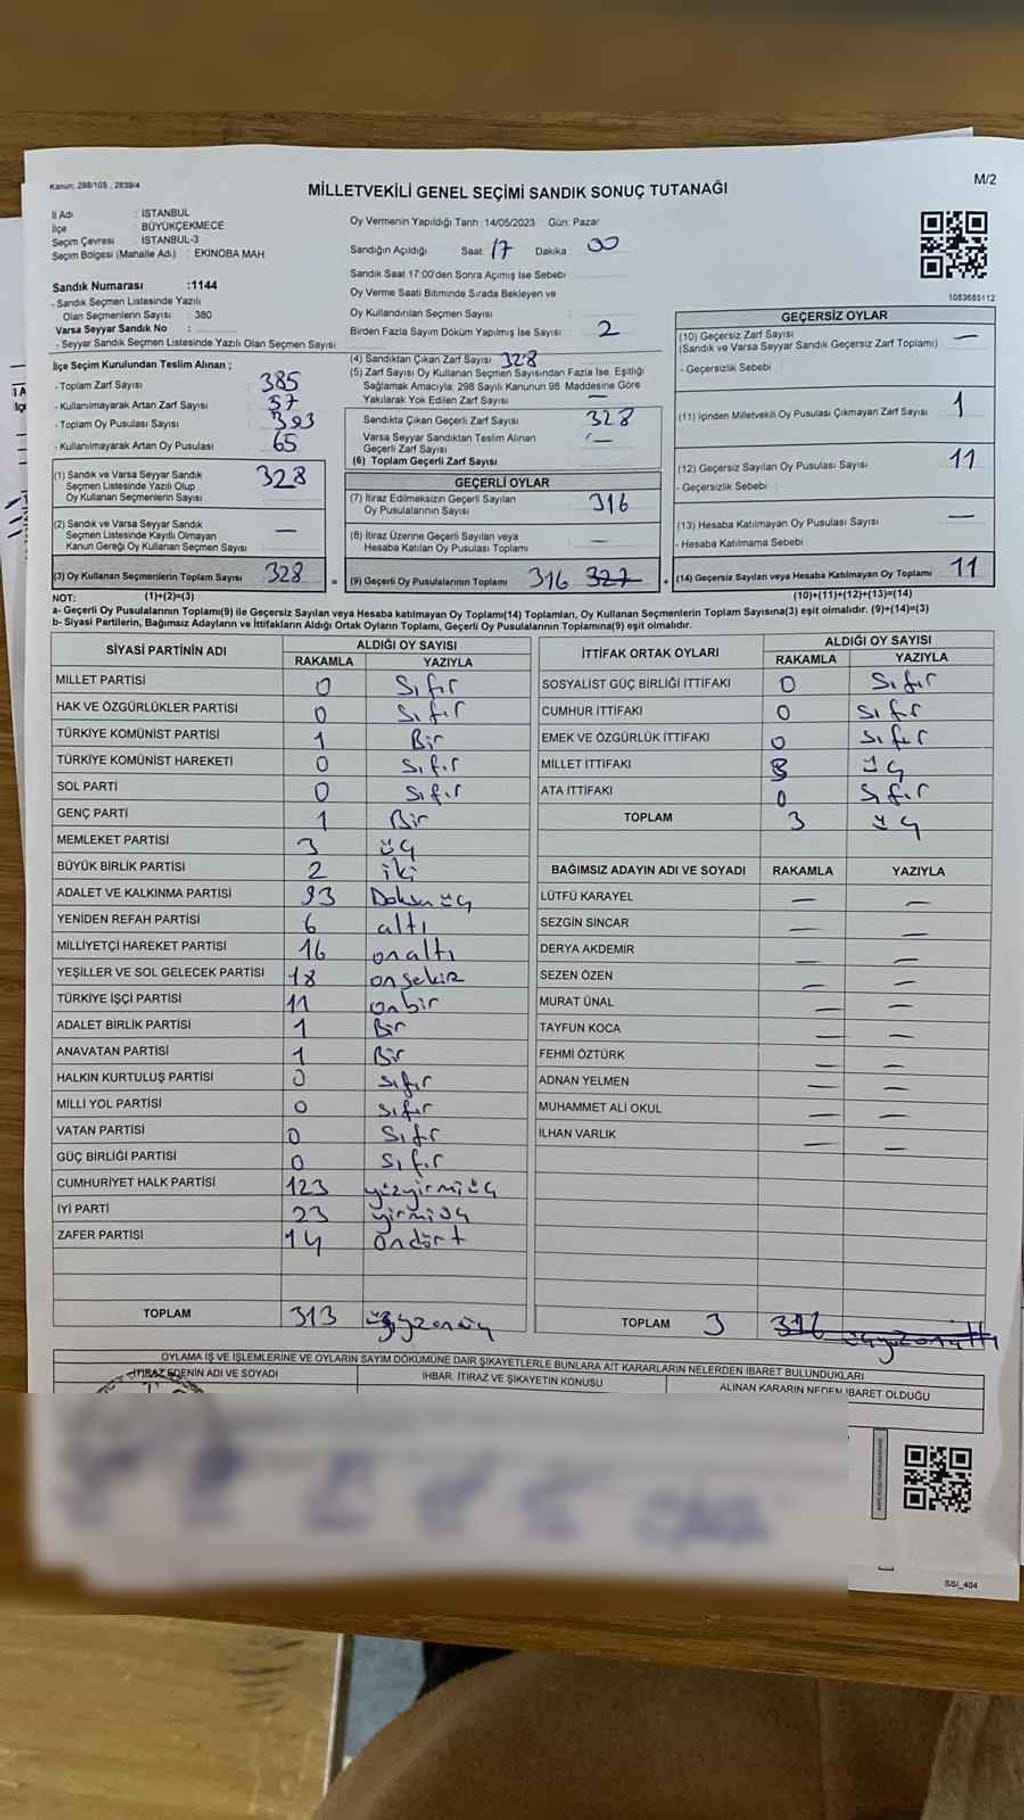 Kanun: 298/105, 2839/4
MİLLETVEKİLİ GENEL SEÇİMİ SANDIK SONUÇ TUTANAĞI
M/2
İl Adı : İSTANBUL
İlçe BÜYÜKÇEKMECE
Seçim Çevresi İSTANBUL-3
Seçim Bölgesi (Mahalle Adı) : EKİNOBA MAH
Sandık Numarası :1144
- Sandık Seçmen Listesinde Yazılı
Olan Seçmenlerin Sayısı : 380
Varsa Seyyar Sandık No :
- Seyyar Sandık Seçmen Listesinde Yazılı Olan Seçmen Sayısı
Oy Vermenin Yapıldığı Tarih :14/05/2023 Gün: Pazar
Sandığın Açıldığı Saat 17 Dakika 00
Sandık Saat 17:00'den Sonra Açılmış İse Sebebi
Oy Verme Saati Bitiminde Sırada Bekleyen ve
Oy Kullandırılan Seçmen Sayısı
Birden Fazla Sayım Döküm Yapılmış İse Sayısı 2
1083685112
İlçe Seçim Kurulundan Teslim Alınan ;
- Toplam Zarf Sayısı 385
- Kullanılmayarak Artan Zarf Sayısı 57
- Toplam Oy Pusulası Sayısı 393
- Kullanılmayarak Artan Oy Pusulası 65
(1) Sandık ve Varsa Seyyar Sandık
Seçmen Listesinde Yazılı Olup
Oy Kullanan Seçmenlerin Sayısı 328
(2) Sandık ve Varsa Seyyar Sandık
Seçmen Listesinde Kayıtlı Olmayan
Kanun Gereği Oy Kullanan Seçmen Sayısı —
(3) Oy Kullanan Seçmenlerin Toplam Sayısı 328
(4) Sandıktan Çıkan Zarf Sayısı 328
(5) Zarf Sayısı Oy Kullanan Seçmen Sayısından Fazla İse, Eşitliği
Sağlamak Amacıyla, 298 Sayılı Kanunun 98. Maddesine Göre
Yakılarak Yok Edilen Zarf Sayısı —
Sandıkta Çıkan Geçerli Zarf Sayısı 328
Varsa Seyyar Sandıktan Teslim Alınan
Geçerli Zarf Sayısı —
(6) Toplam Geçerli Zarf Sayısı
GEÇERLİ OYLAR
(7) İtiraz Edilmeksizin Geçerli Sayılan
Oy Pusulalarının Sayısı 316
(8) İtiraz Üzerine Geçerli Sayılan veya
Hesaba Katılan Oy Pusulası Toplamı —
= (9) Geçerli Oy Pusulalarının Toplamı 316 327
GEÇERSİZ OYLAR
(10) Geçersiz Zarf Sayısı —
(Sandık ve Varsa Seyyar Sandık Geçersiz Zarf Toplamı)
- Geçersizlik Sebebi
(11) İçinden Milletvekili Oy Pusulası Çıkmayan Zarf Sayısı 1
(12) Geçersiz Sayılan Oy Pusulası Sayısı 11
- Geçersizlik Sebebi :
(13) Hesaba Katılmayan Oy Pusulası Sayısı —
- Hesaba Katılmama Sebebi
+ (14) Geçersiz Sayılan veya Hesaba Katılmayan Oy Toplamı 11
NOT: (1)+(2)=(3) (10)+(11)+(12)+(13)=(14)
a- Geçerli Oy Pusulalarının Toplamı(9) ile Geçersiz Sayılan veya Hesaba katılmayan Oy Toplamı(14) Toplamları, Oy Kullanan Seçmenlerin Toplam Sayısına(3) eşit olmalıdır. (9)+(14)=(3)
b- Siyasi Partilerin, Bağımsız Adayların ve İttifakların Aldığı Ortak Oyların Toplamı, Geçerli Oy Pusulalarının Toplamına(9) eşit olmalıdır.
SİYASİ PARTİNİN ADI ALDIĞI OY SAYISI
RAKAMLA YAZIYLA
MİLLET PARTİSİ 0 Sıfır
HAK VE ÖZGÜRLÜKLER PARTİSİ 0 Sıfır
TÜRKİYE KOMÜNİST PARTİSİ 1 Bir
TÜRKİYE KOMÜNİST HAREKETİ 0 Sıfır
SOL PARTİ 0 Sıfır
GENÇ PARTİ 1 Bir
MEMLEKET PARTİSİ 3 üç
BÜYÜK BİRLİK PARTİSİ 2 iki
ADALET VE KALKINMA PARTİSİ 93 Doksan üç
YENİDEN REFAH PARTİSİ 6 altı
MİLLİYETÇİ HAREKET PARTİSİ 16 onaltı
YEŞİLLER VE SOL GELECEK PARTİSİ 18 onsekiz
TÜRKİYE İŞÇİ PARTİSİ 11 onbir
ADALET BİRLİK PARTİSİ 1 Bir
ANAVATAN PARTİSİ 1 Bir
HALKIN KURTULUŞ PARTİSİ 0 sıfır
MİLLİ YOL PARTİSİ 0 sıfır
VATAN PARTİSİ 0 Sıfır
GÜÇ BİRLİĞİ PARTİSİ 0 Sıfır
CUMHURİYET HALK PARTİSİ 123 yüzyirmiüç
İYİ PARTİ 23 yirmiüç
ZAFER PARTİSİ 14 Ondört
TOPLAM 313 üçyüzonüç
İTTİFAK ORTAK OYLARI ALDIĞI OY SAYISI
RAKAMLA YAZIYLA
SOSYALİST GÜÇ BİRLİĞİ İTTİFAKI 0 Sıfır
CUMHUR İTTİFAKI 0 sıfır
EMEK VE ÖZGÜRLÜK İTTİFAKI 0 sıfır
MİLLET İTTİFAKI 3 üç
ATA İTTİFAKI 0 Sıfır
TOPLAM 3 üç
BAĞIMSIZ ADAYIN ADI VE SOYADI RAKAMLA YAZIYLA
LÜTFÜ KARAYEL — —
SEZGİN SİNCAR — —
DERYA AKDEMİR — —
SEZEN ÖZEN — —
MURAT ÜNAL — —
TAYFUN KOCA — —
FEHMİ ÖZTÜRK — —
ADNAN YELMEN — —
MUHAMMET ALİ OKUL — —
İLHAN VARLIK — —
TOPLAM 3 316 üçyüzonaltı
OYLAMA İŞ VE İŞLEMLERİNE VE OYLARIN SAYIM DÖKÜMÜNE DAİR ŞİKAYETLERLE BUNLARA AİT KARARLARIN NELERDEN İBARET BULUNDUKLARI
İTİRAZ EDENİN ADI VE SOYADI İHBAR, İTİRAZ VE ŞİKAYETİN KONUSU ALINAN KARARIN NEDEN İBARET OLDUĞU
SSİ_404